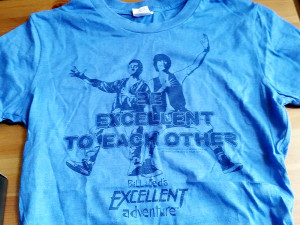 BE
EXCELLENT
TO EACH OTHER
BILL & Ted's
EXCELLENT
adventure